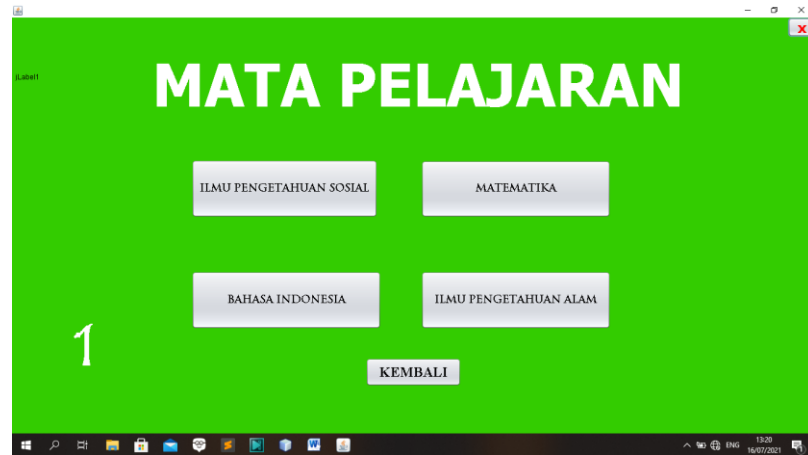 X
jLabel1
MATA PELAJARAN
ILMU PENGETAHUAN SOSIAL
MATEMATIKA
BAHASA INDONESIA
ILMU PENGETAHUAN ALAM
1
KEMBALI
ENG
13:20
16/07/2021